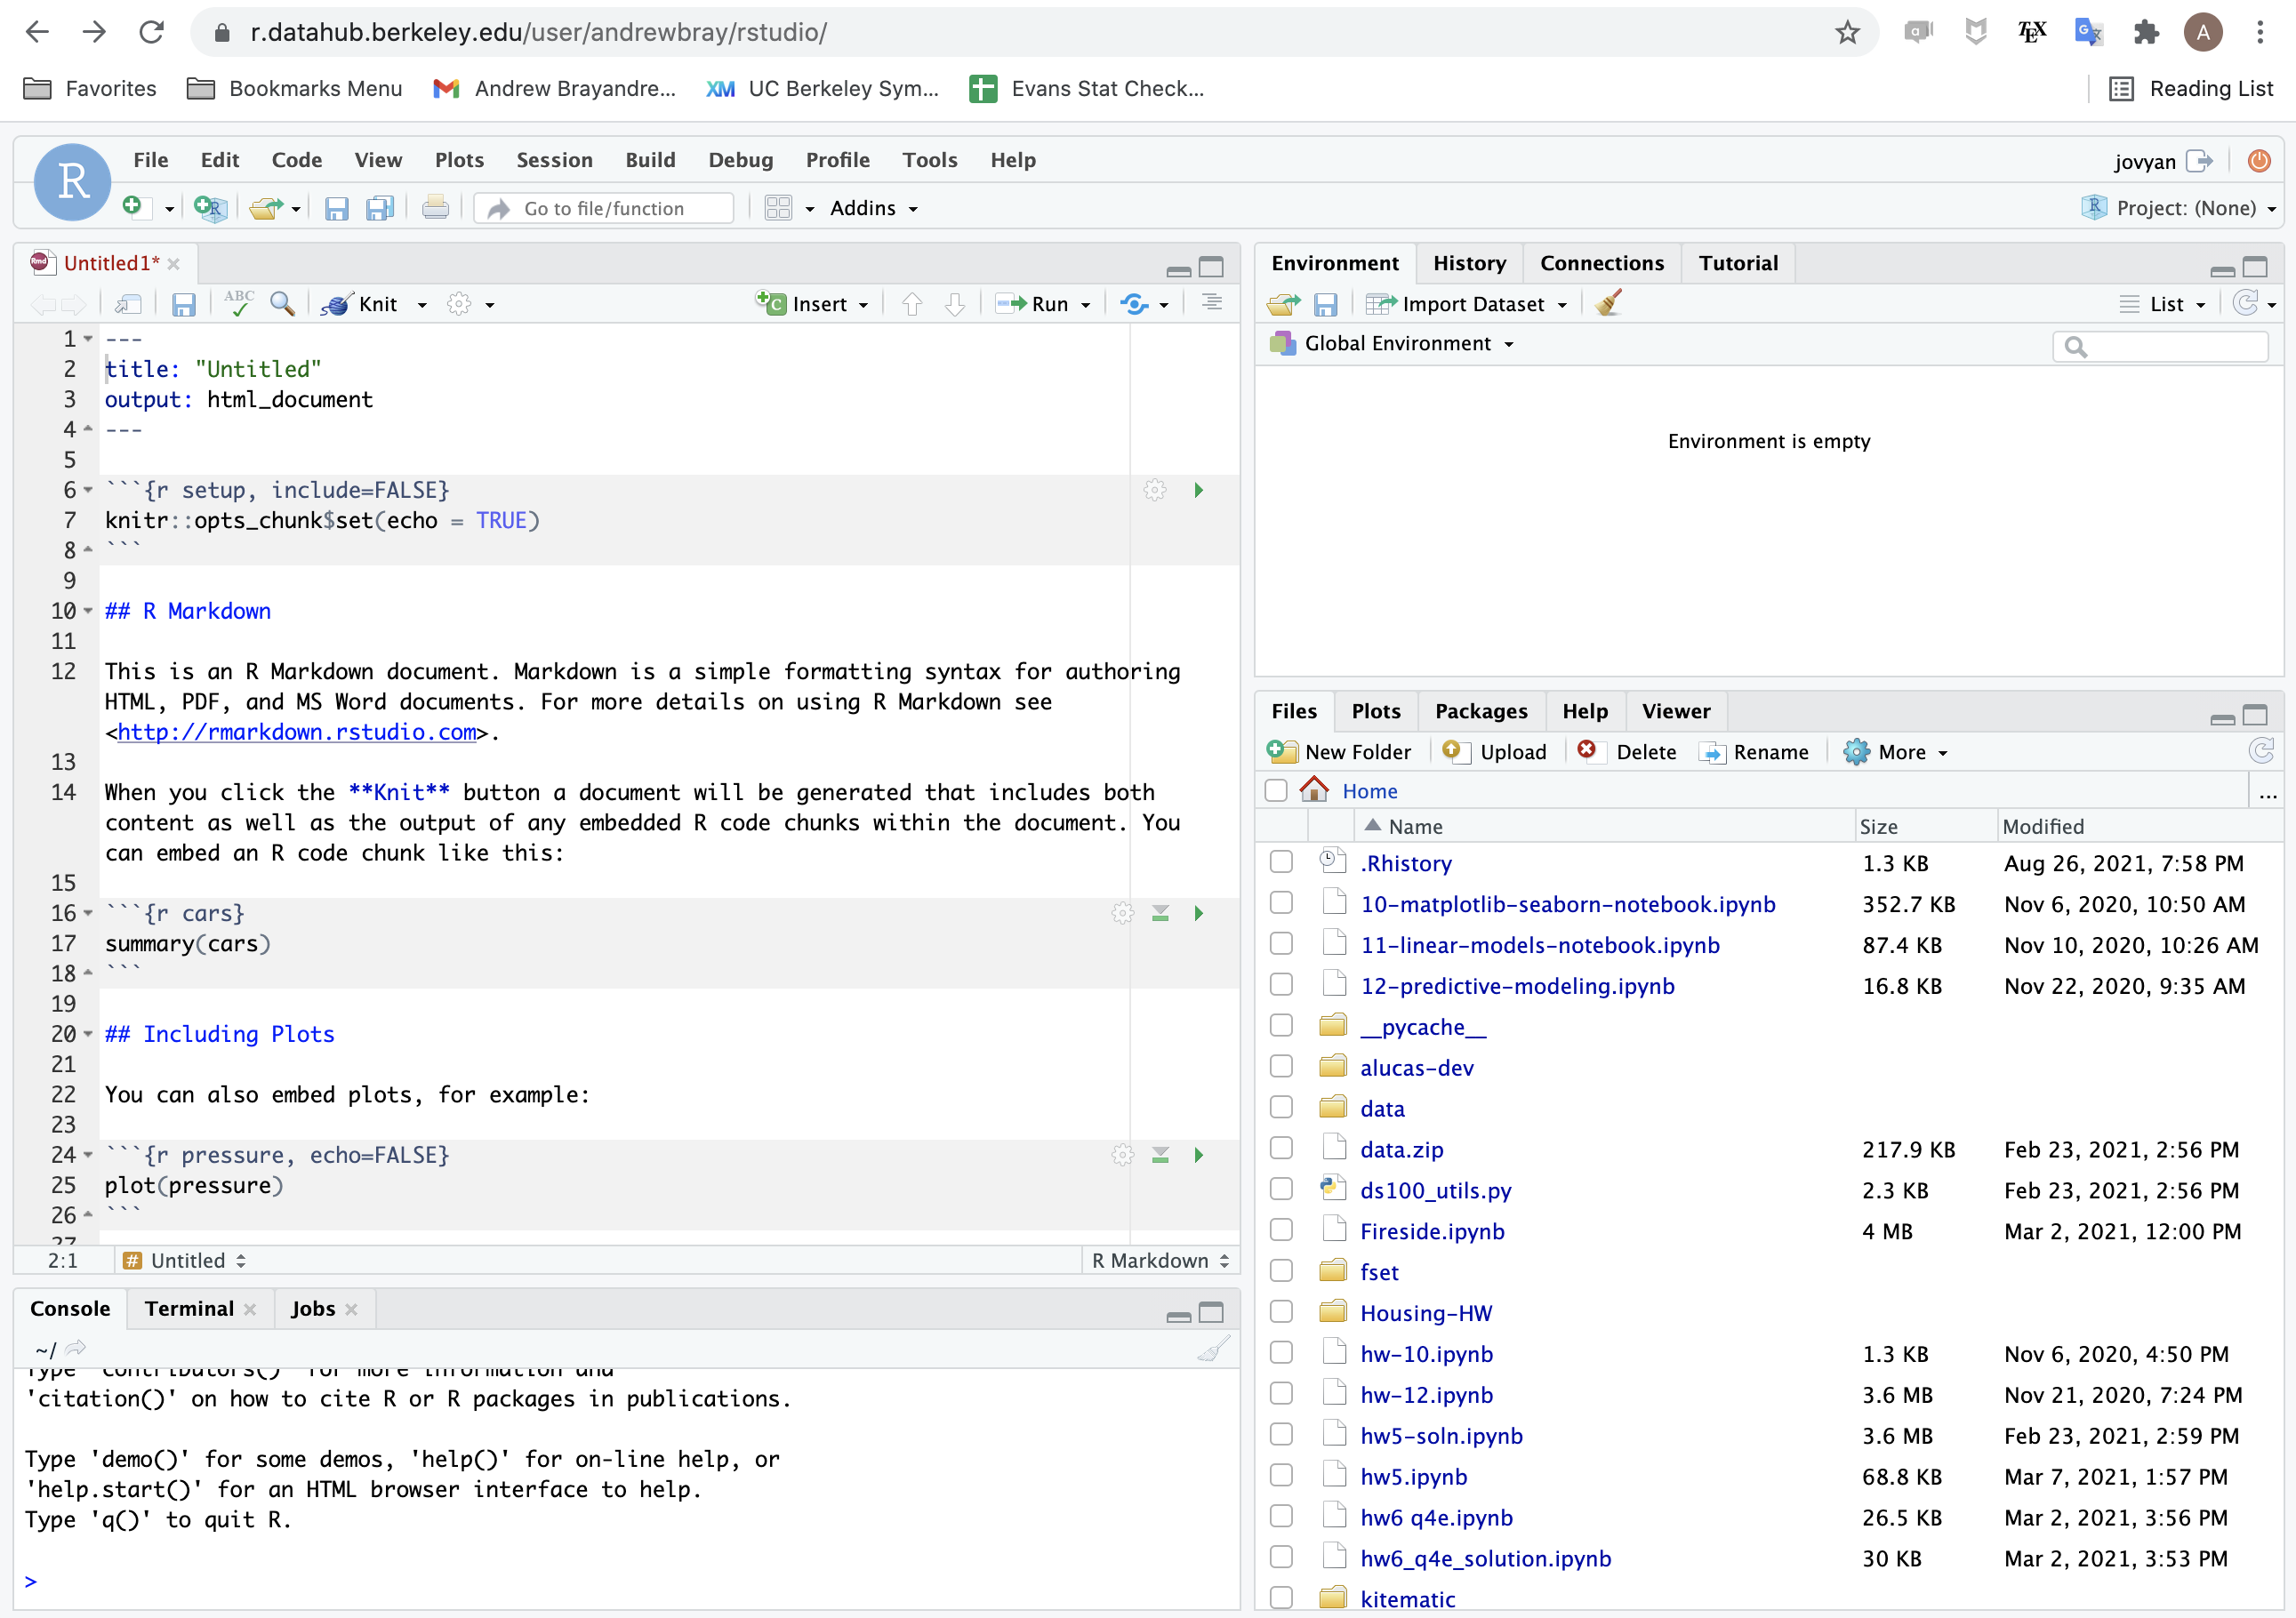 r.datahub.berkeley.edu/user/andrewbray/rstudio/
Favorites Bookmarks Menu Andrew Brayandre... XM UC Berkeley Sym... Evans Stat Check... Reading List
R File Edit Code View Plots Session Build Debug Profile Tools Help jovyan
Go to file/function Addins Project: (None)
Untitled1*
ABC Knit Insert Run
1 ---
2 title: "Untitled"
3 output: html_document
4 ---
5
6 ```{r setup, include=FALSE}
7 knitr::opts_chunk$set(echo = TRUE)
8 ```
9
10 ## R Markdown
11
12 This is an R Markdown document. Markdown is a simple formatting syntax for authoring
HTML, PDF, and MS Word documents. For more details on using R Markdown see
<http://rmarkdown.rstudio.com>.
13
14 When you click the **Knit** button a document will be generated that includes both
content as well as the output of any embedded R code chunks within the document. You
can embed an R code chunk like this:
15
16 ```{r cars}
17 summary(cars)
18 ```
19
20 ## Including Plots
21
22 You can also embed plots, for example:
23
24 ```{r pressure, echo=FALSE}
25 plot(pressure)
26 ```
27
2:1 # Untitled R Markdown
Console Terminal Jobs
~/
Type 'contributors()' for more information and
'citation()' on how to cite R or R packages in publications.
Type 'demo()' for some demos, 'help()' for on-line help, or
'help.start()' for an HTML browser interface to help.
Type 'q()' to quit R.
>
Environment History Connections Tutorial
Import Dataset List
Global Environment
Environment is empty
Files Plots Packages Help Viewer
New Folder Upload Delete Rename More
Home ...
Name Size Modified
.Rhistory 1.3 KB Aug 26, 2021, 7:58 PM
10-matplotlib-seaborn-notebook.ipynb 352.7 KB Nov 6, 2020, 10:50 AM
11-linear-models-notebook.ipynb 87.4 KB Nov 10, 2020, 10:26 AM
12-predictive-modeling.ipynb 16.8 KB Nov 22, 2020, 9:35 AM
__pycache__
alucas-dev
data
data.zip 217.9 KB Feb 23, 2021, 2:56 PM
ds100_utils.py 2.3 KB Feb 23, 2021, 2:56 PM
Fireside.ipynb 4 MB Mar 2, 2021, 12:00 PM
fset
Housing-HW
hw-10.ipynb 1.3 KB Nov 6, 2020, 4:50 PM
hw-12.ipynb 3.6 MB Nov 21, 2020, 7:24 PM
hw5-soln.ipynb 3.6 MB Feb 23, 2021, 2:59 PM
hw5.ipynb 68.8 KB Mar 7, 2021, 1:57 PM
hw6 q4e.ipynb 26.5 KB Mar 2, 2021, 3:56 PM
hw6_q4e_solution.ipynb 30 KB Mar 2, 2021, 3:53 PM
kitematic